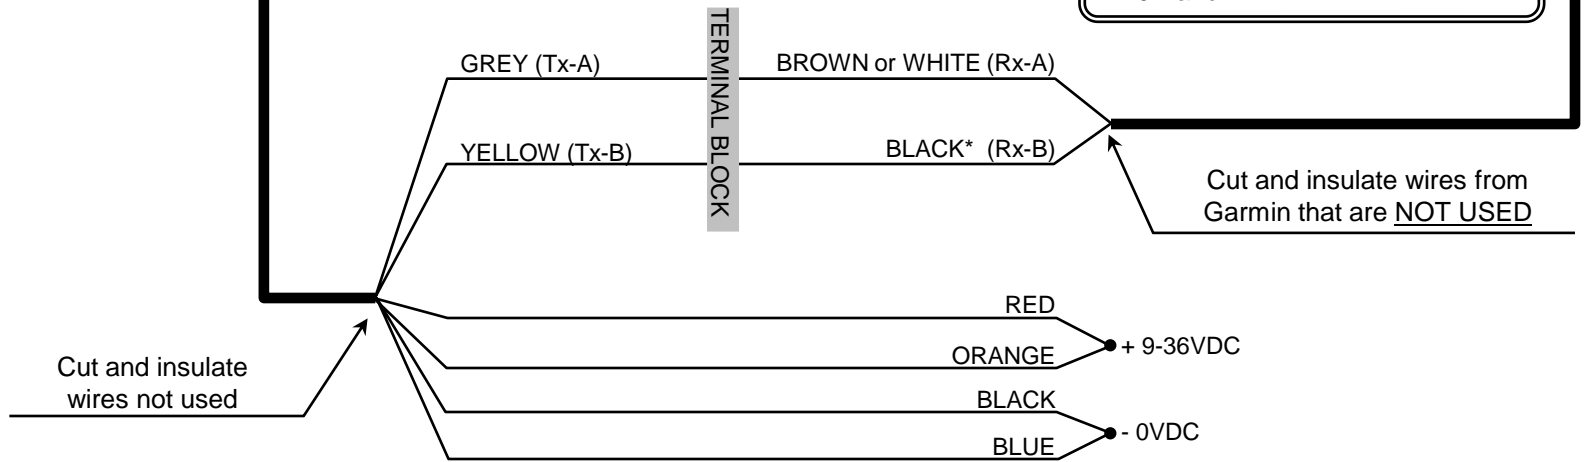 GREY (Tx-A)
TERMINAL BLOCK
BROWN or WHITE (Rx-A)
YELLOW (Tx-B)
BLACK* (Rx-B)
Cut and insulate wires from
Garmin that are NOT USED
RED
+ 9-36VDC
ORANGE
Cut and insulate
wires not used
BLACK
- 0VDC
BLUE